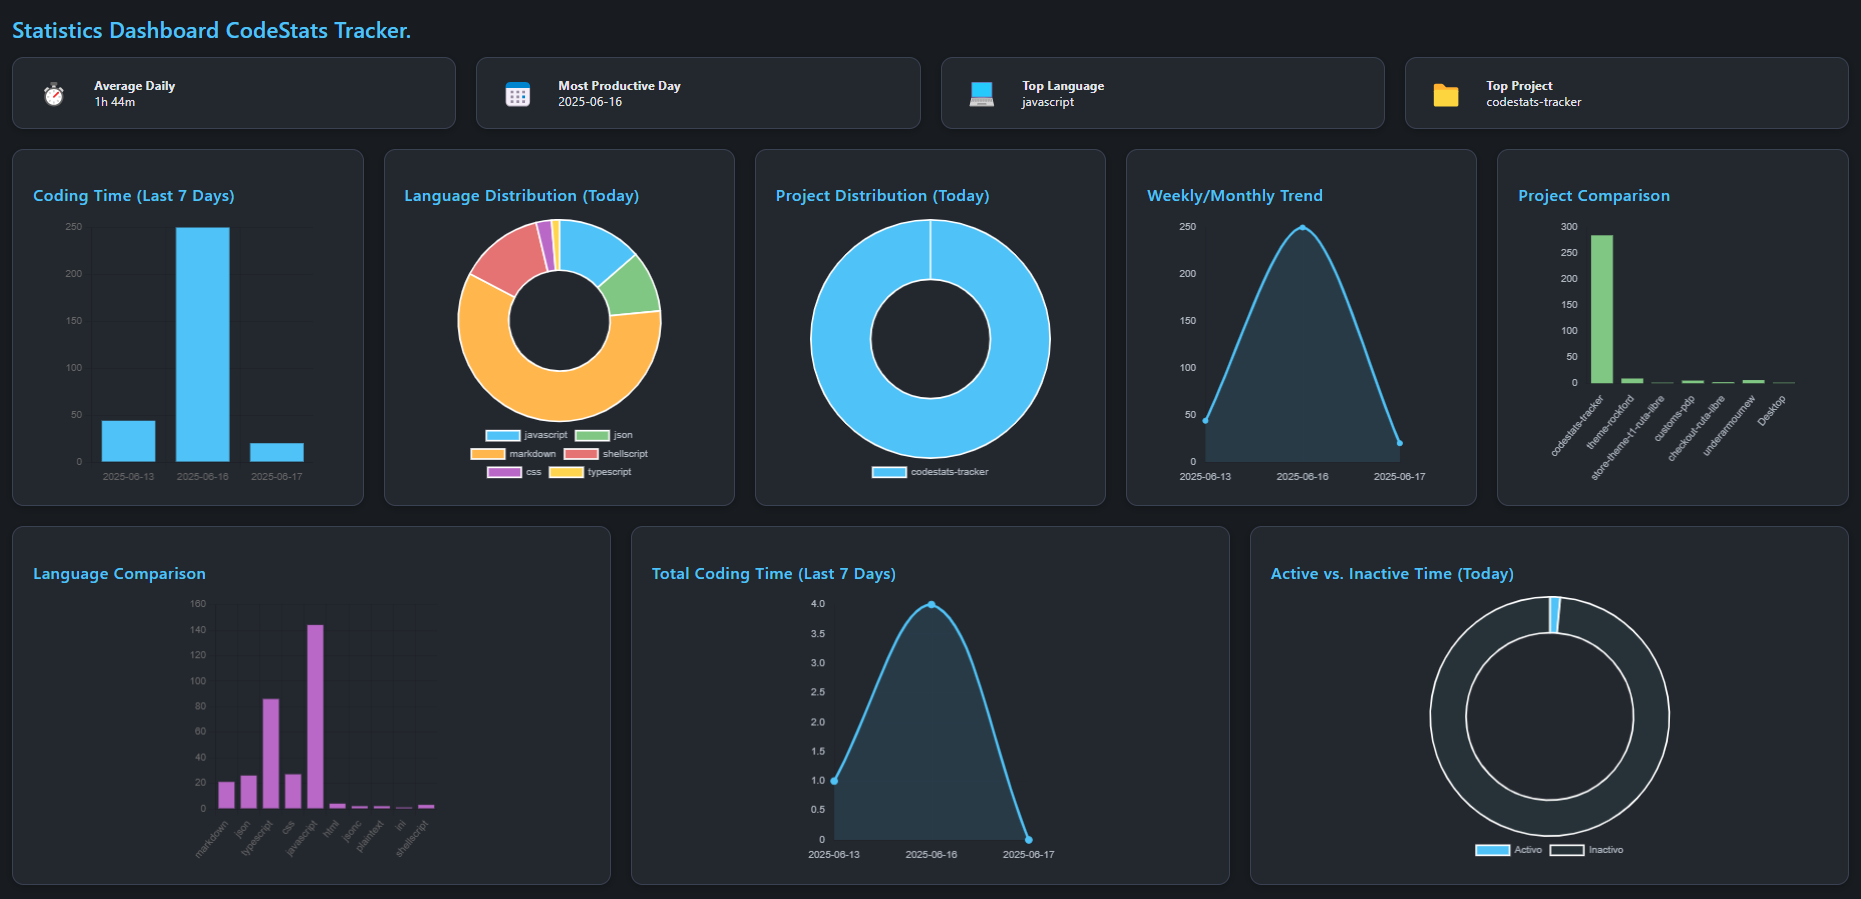 Statistics Dashboard CodeStats Tracker.
Average Daily
1h 44m
Most Productive Day
2025-06-16
Top Language
javascript
Top Project
codestats-tracker
Coding Time (Last 7 Days)
250
200
150
100
50
0
2025-06-13 2025-06-16 2025-06-17
Language Distribution (Today)
javascript json
markdown shellscript
css typescript
Project Distribution (Today)
codestats-tracker
Weekly/Monthly Trend
250
200
150
100
50
0
2025-06-13 2025-06-16 2025-06-17
Project Comparison
300
250
200
150
100
50
0
codestats-tracker
theme-rockford
store-theme-t1-ruta-libre
customs-pdp
checkout-ruta-libre
underarmournew
Desktop
Language Comparison
160
140
120
100
80
60
40
20
0
markdown
json
typescript
css
javascript
html
jsonc
plaintext
ini
shellscript
Total Coding Time (Last 7 Days)
4.0
3.5
3.0
2.5
2.0
1.5
1.0
0.5
0
2025-06-13 2025-06-16 2025-06-17
Active vs. Inactive Time (Today)
Activo Inactivo